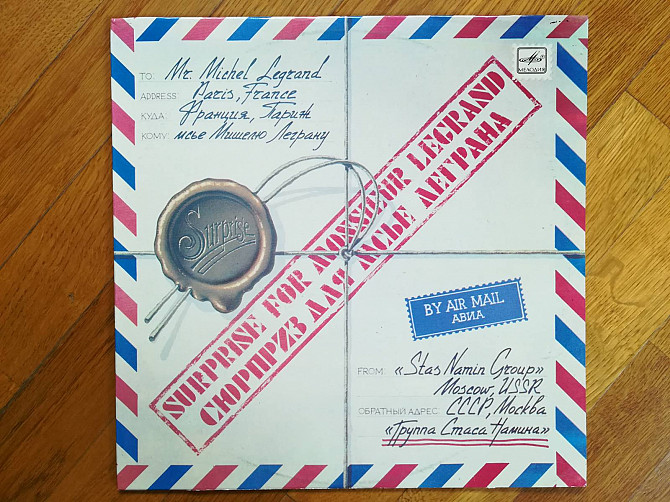 МЕЛОДИЯ
TO: Mr. Michel Legrand
ADDRESS: Paris, France
КУДА: Франция, Париж
КОМУ: мсье Мишелю Леграну
SURPRISE FOR MONSIEUR LEGRAND
СЮРПРИЗ ДЛЯ МСЬЕ ЛЕГРАНА
Surprise
BY AIR MAIL
АВИА
FROM: «Stas Namin Group»
Moscow, USSR
ОБРАТНЫЙ АДРЕС: СССР, Москва
«Группа Стаса Намина»